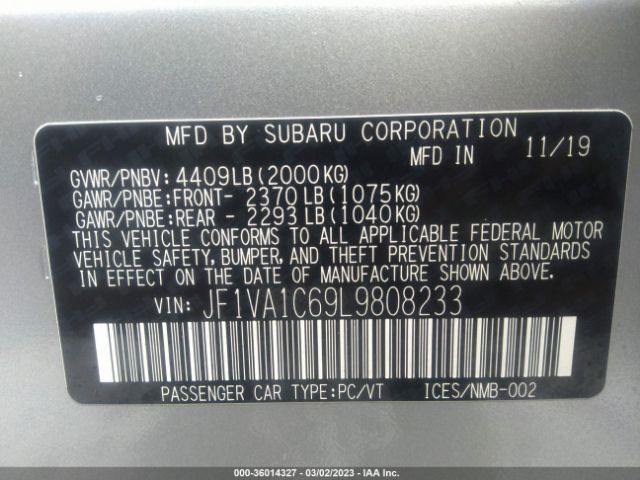 MFD BY SUBARU CORPORATION
MFD IN 11/19
GVWR/PNBV: 4409LB(2000KG)
GAWR/PNBE:FRONT- 2370LB(1075KG)
GAWR/PNBE:REAR - 2293LB(1040KG)
THIS VEHICLE CONFORMS TO ALL APPLICABLE FEDERAL MOTOR
VEHICLE SAFETY, BUMPER, AND THEFT PREVENTION STANDARDS
IN EFFECT ON THE DATE OF MANUFACTURE SHOWN ABOVE.
VIN: JF1VA1C69L9808233
PASSENGER CAR TYPE:PC/VT ICES/NMB-002
000-36014327 - 03/02/2023 - IAA Inc.